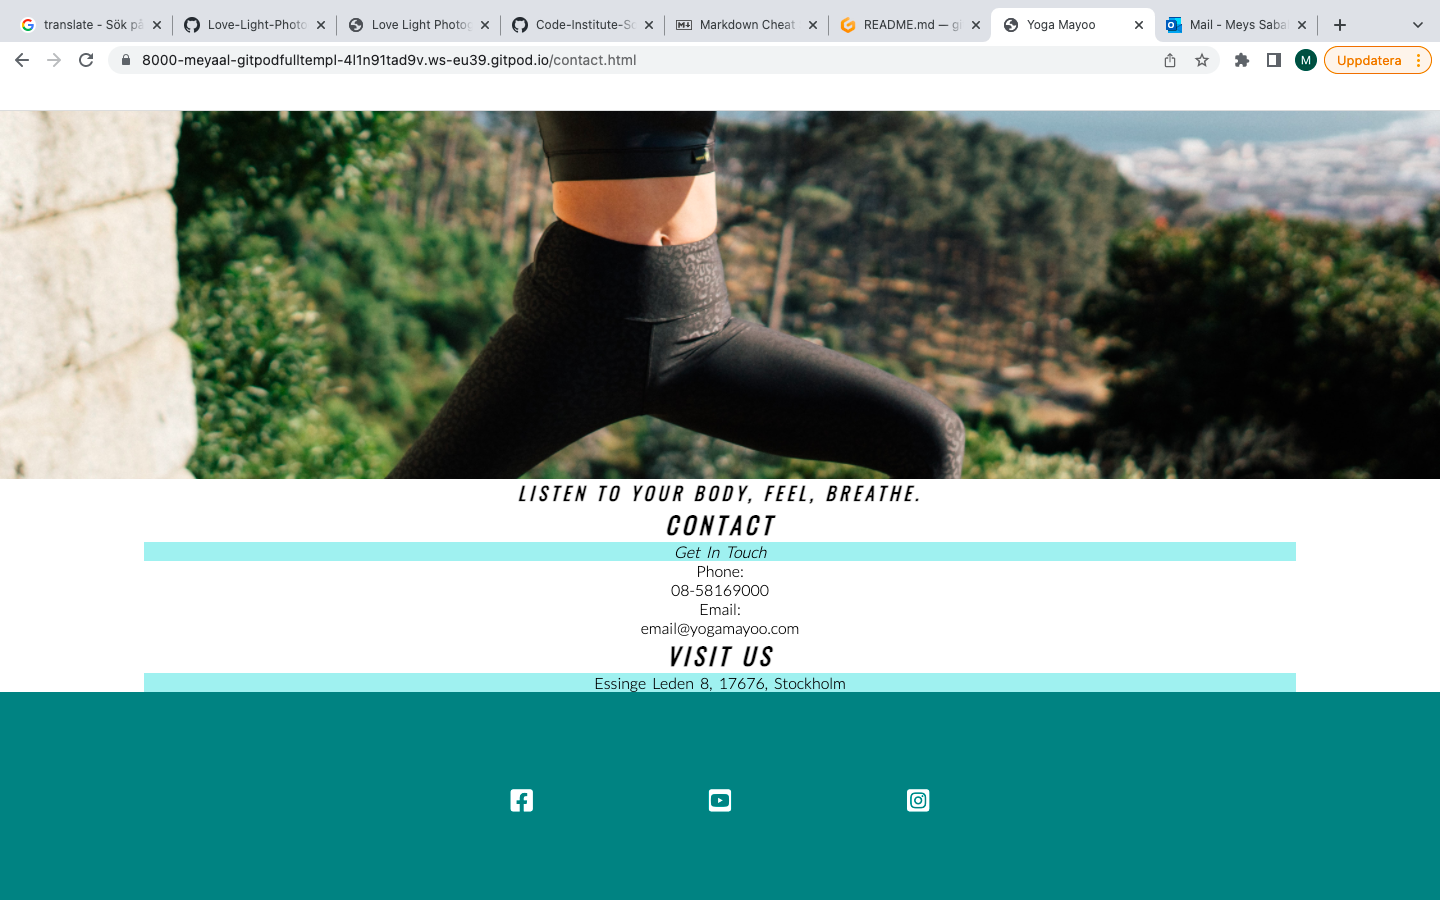 translate - Sök på
Love-Light-Photo
Love Light Photog
Code-Institute-So
Markdown Cheat
README.md — gi
Yoga Mayoo
Mail - Meys Sabal
8000-meyaal-gitpodfulltempl-4l1n91tad9v.ws-eu39.gitpod.io/contact.html
M
Uppdatera
LISTEN TO YOUR BODY, FEEL, BREATHE.
CONTACT
Get In Touch
Phone:
08-58169000
Email:
email@yogamayoo.com
VISIT US
Essinge Leden 8, 17676, Stockholm